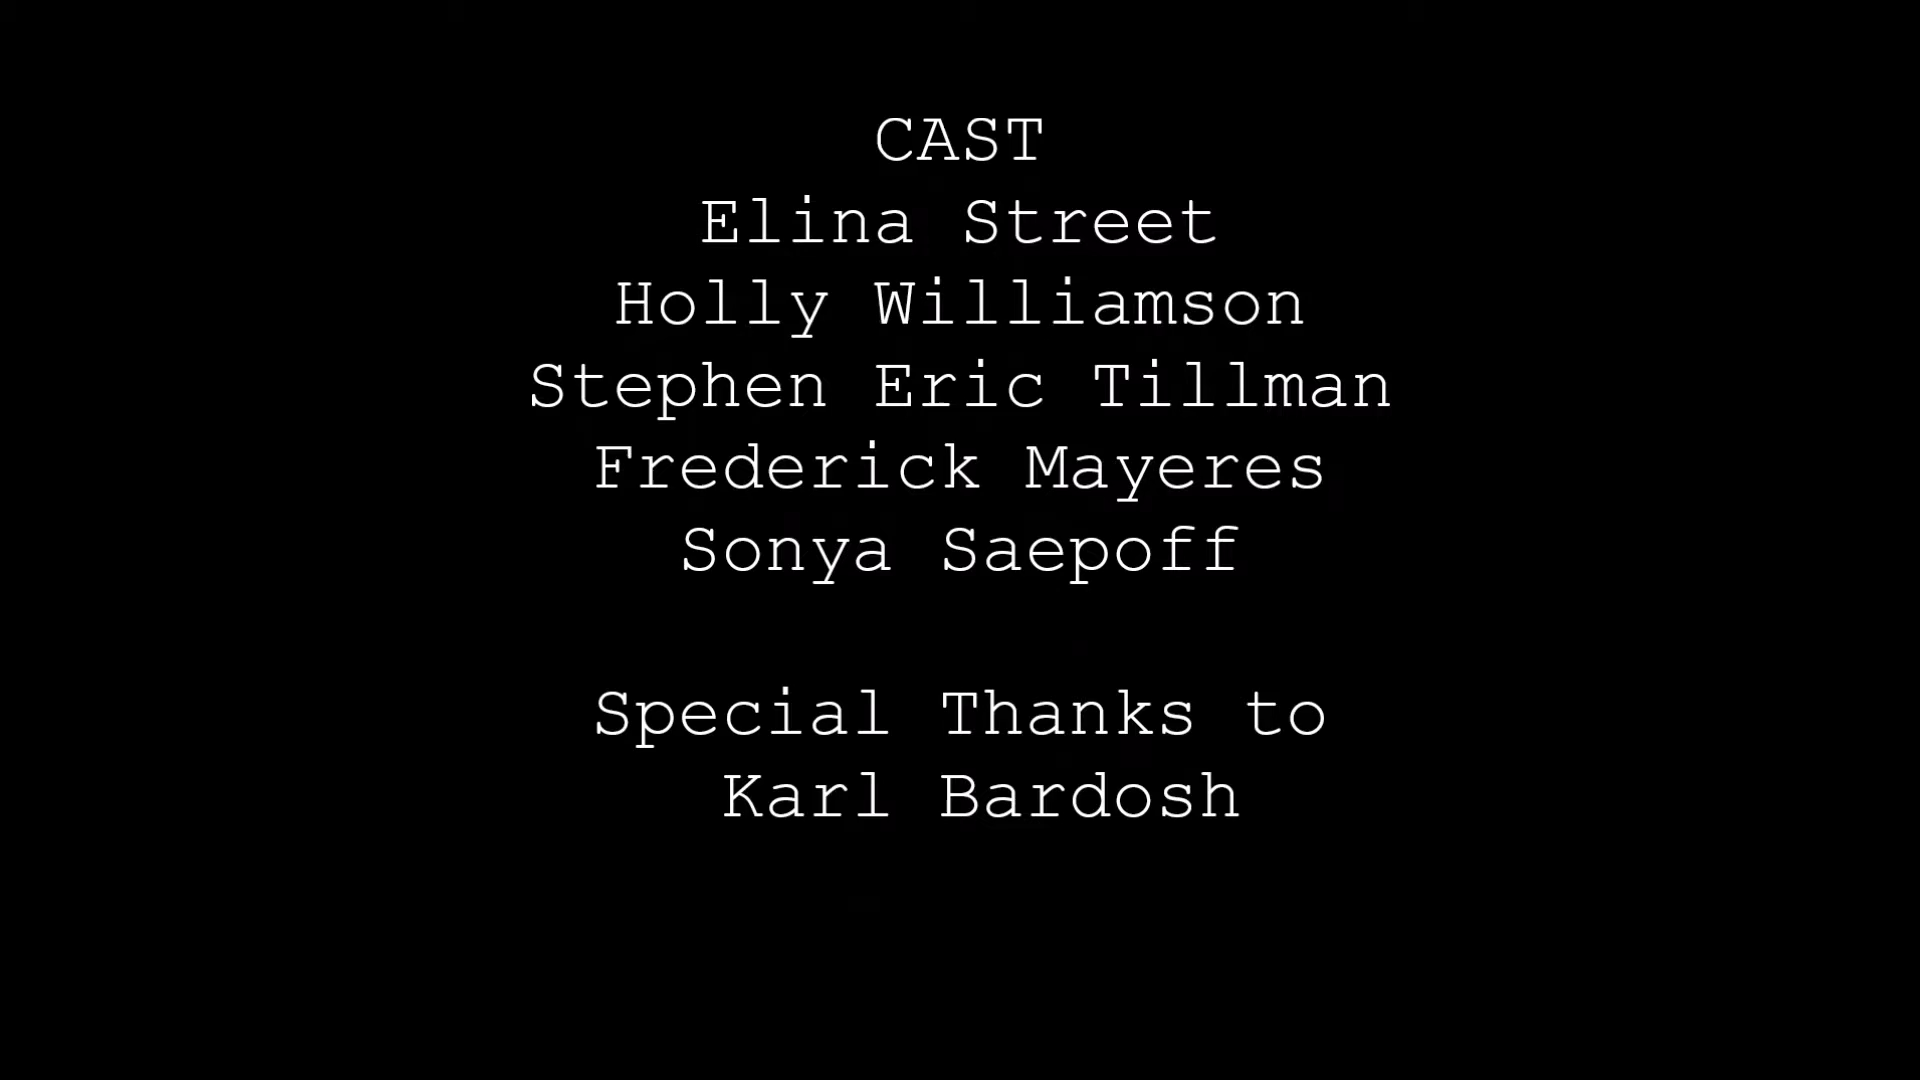 CAST
Elina Street
Holly Williamson
Stephen Eric Tillman
Frederick Mayeres
Sonya Saepoff
Special Thanks to
Karl Bardosh